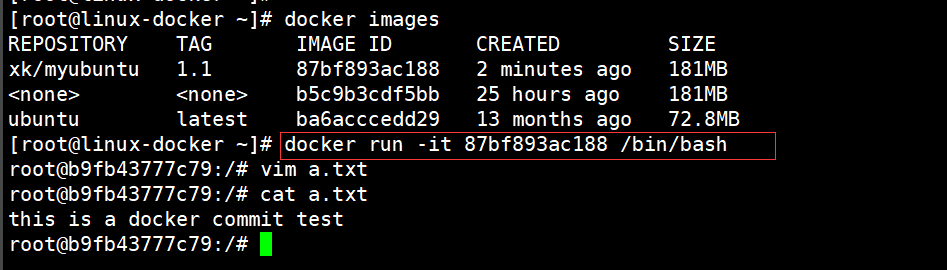 [root@linux-docker ~]# docker images
REPOSITORY TAG IMAGE ID CREATED SIZE
xk/myubuntu 1.1 87bf893ac188 2 minutes ago 181MB
<none> <none> b5c9b3cdf5bb 25 hours ago 181MB
ubuntu latest ba6acccedd29 13 months ago 72.8MB
[root@linux-docker ~]# docker run -it 87bf893ac188 /bin/bash
root@b9fb43777c79:/# vim a.txt
root@b9fb43777c79:/# cat a.txt
this is a docker commit test
root@b9fb43777c79:/#